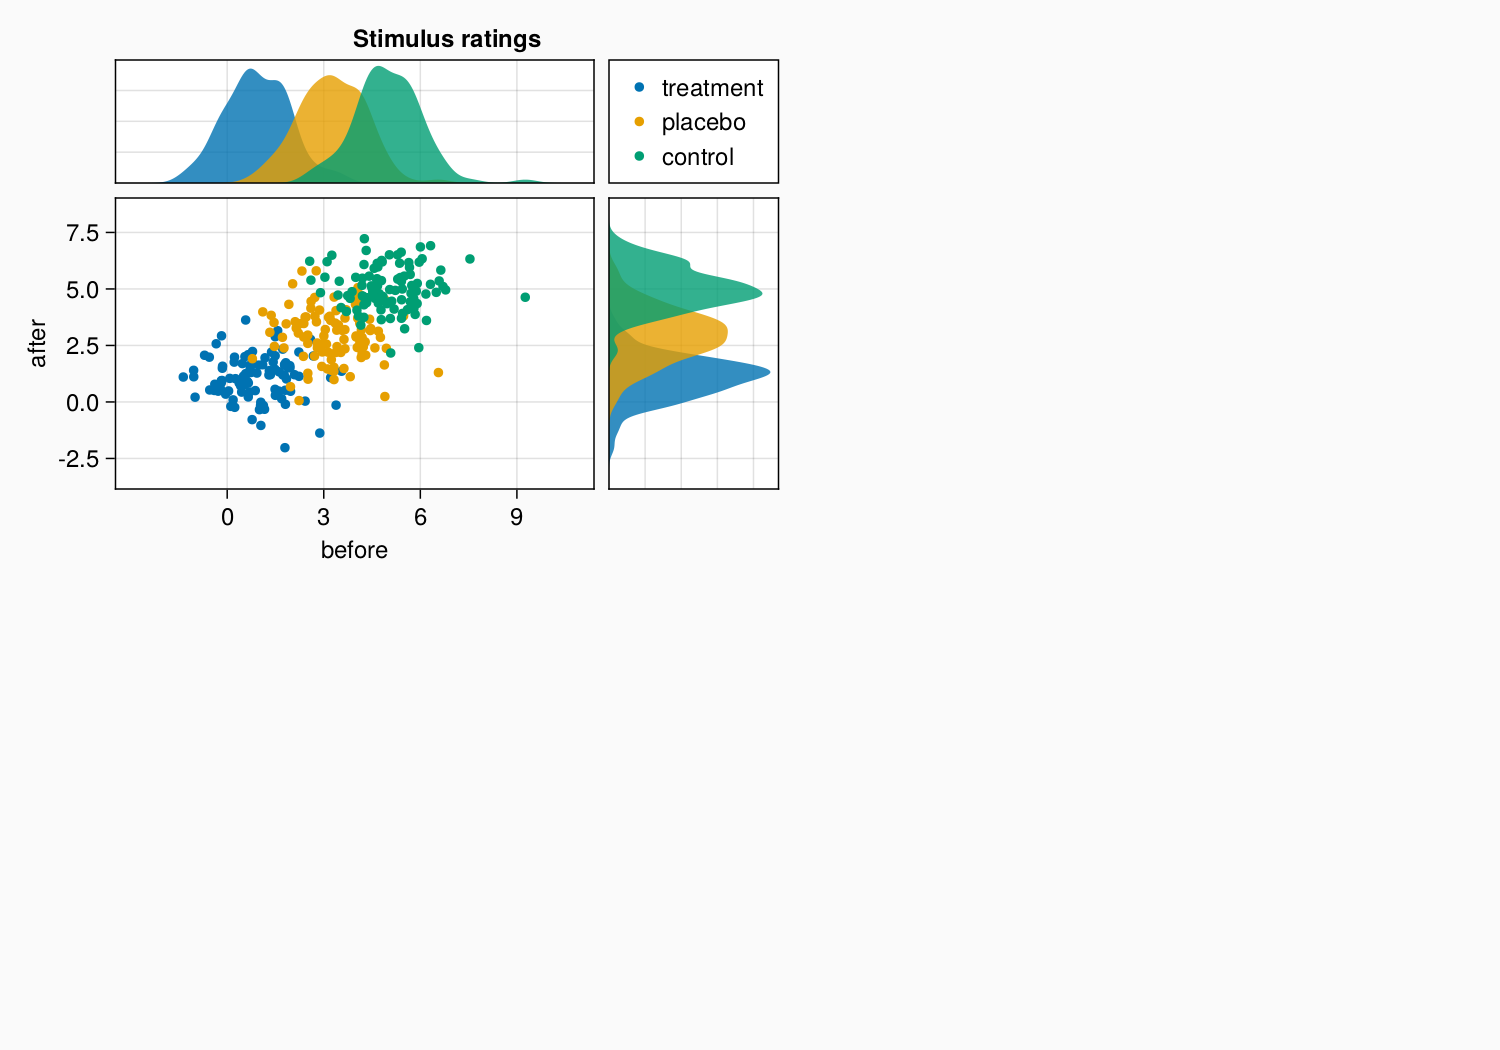 Stimulus ratings
treatment
placebo
control
7.5
5.0
2.5
0.0
-2.5
after
0 3 6 9
before